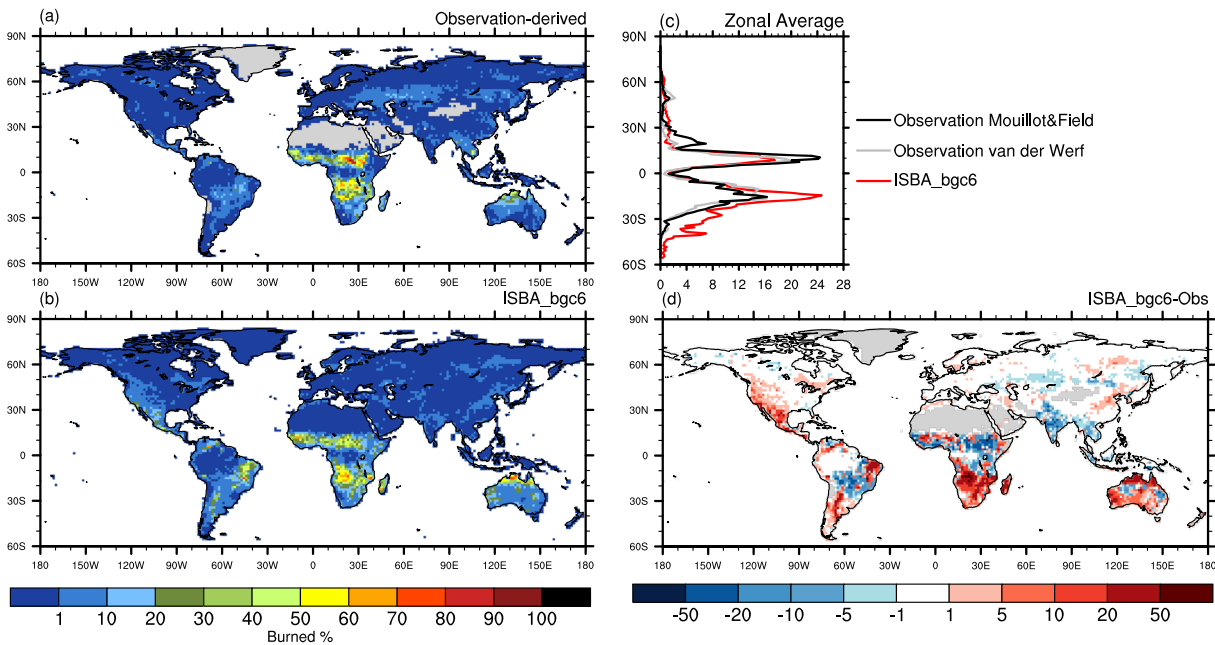 (a) Observation-derived
90N
60N
30N
0
30S
60S
180 150W 120W 90W 60W 30W 0 30E 60E 90E 120E 150E 180
(c) Zonal Average
90N
60N
30N
0
30S
60S
0 4 8 12 16 20 24 28
Observation Mouillot&Field
Observation van der Werf
ISBA_bgc6
(b) ISBA_bgc6
90N
60N
30N
0
30S
60S
180 150W 120W 90W 60W 30W 0 30E 60E 90E 120E 150E 180
1 10 20 30 40 50 60 70 80 90 100
Burned %
(d) ISBA_bgc6-Obs
90N
60N
30N
0
30S
60S
180 150W 120W 90W 60W 30W 0 30E 60E 90E 120E 150E 180
-50 -20 -10 -5 -1 1 5 10 20 50